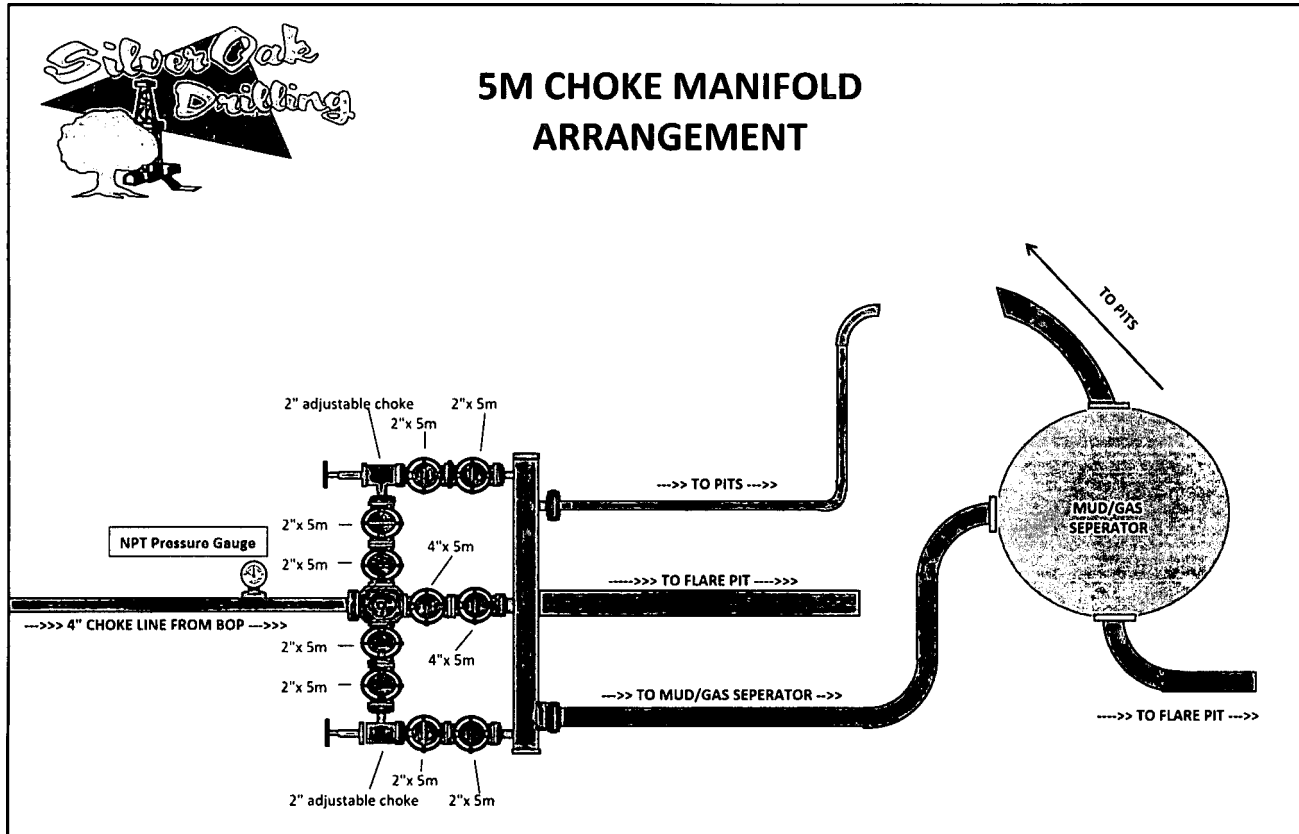 SilverOak
Drilling
5M CHOKE MANIFOLD
ARRANGEMENT
TO PITS
2" adjustable choke
2"x 5m
2"x 5m
--->> TO PITS --->>
MUD/GAS
SEPERATOR
2"x 5m
NPT Pressure Gauge
2"x 5m
4"x 5m
---->>> TO FLARE PIT ---->>>
--->>> 4" CHOKE LINE FROM BOP --->>>
2"x 5m
4"x 5m
2"x 5m
--->> TO MUD/GAS SEPERATOR -->>
---->> TO FLARE PIT --->>
2"x 5m
2" adjustable choke
2"x 5m